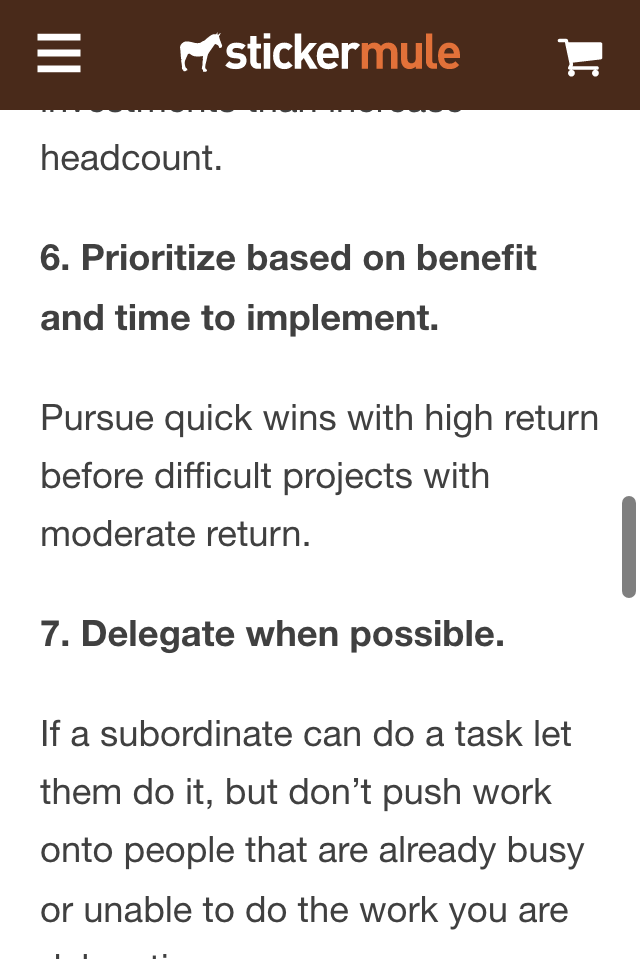 stickermule
headcount.
6. Prioritize based on benefit
and time to implement.
Pursue quick wins with high return
before difficult projects with
moderate return.
7. Delegate when possible.
If a subordinate can do a task let
them do it, but don’t push work
onto people that are already busy
or unable to do the work you are